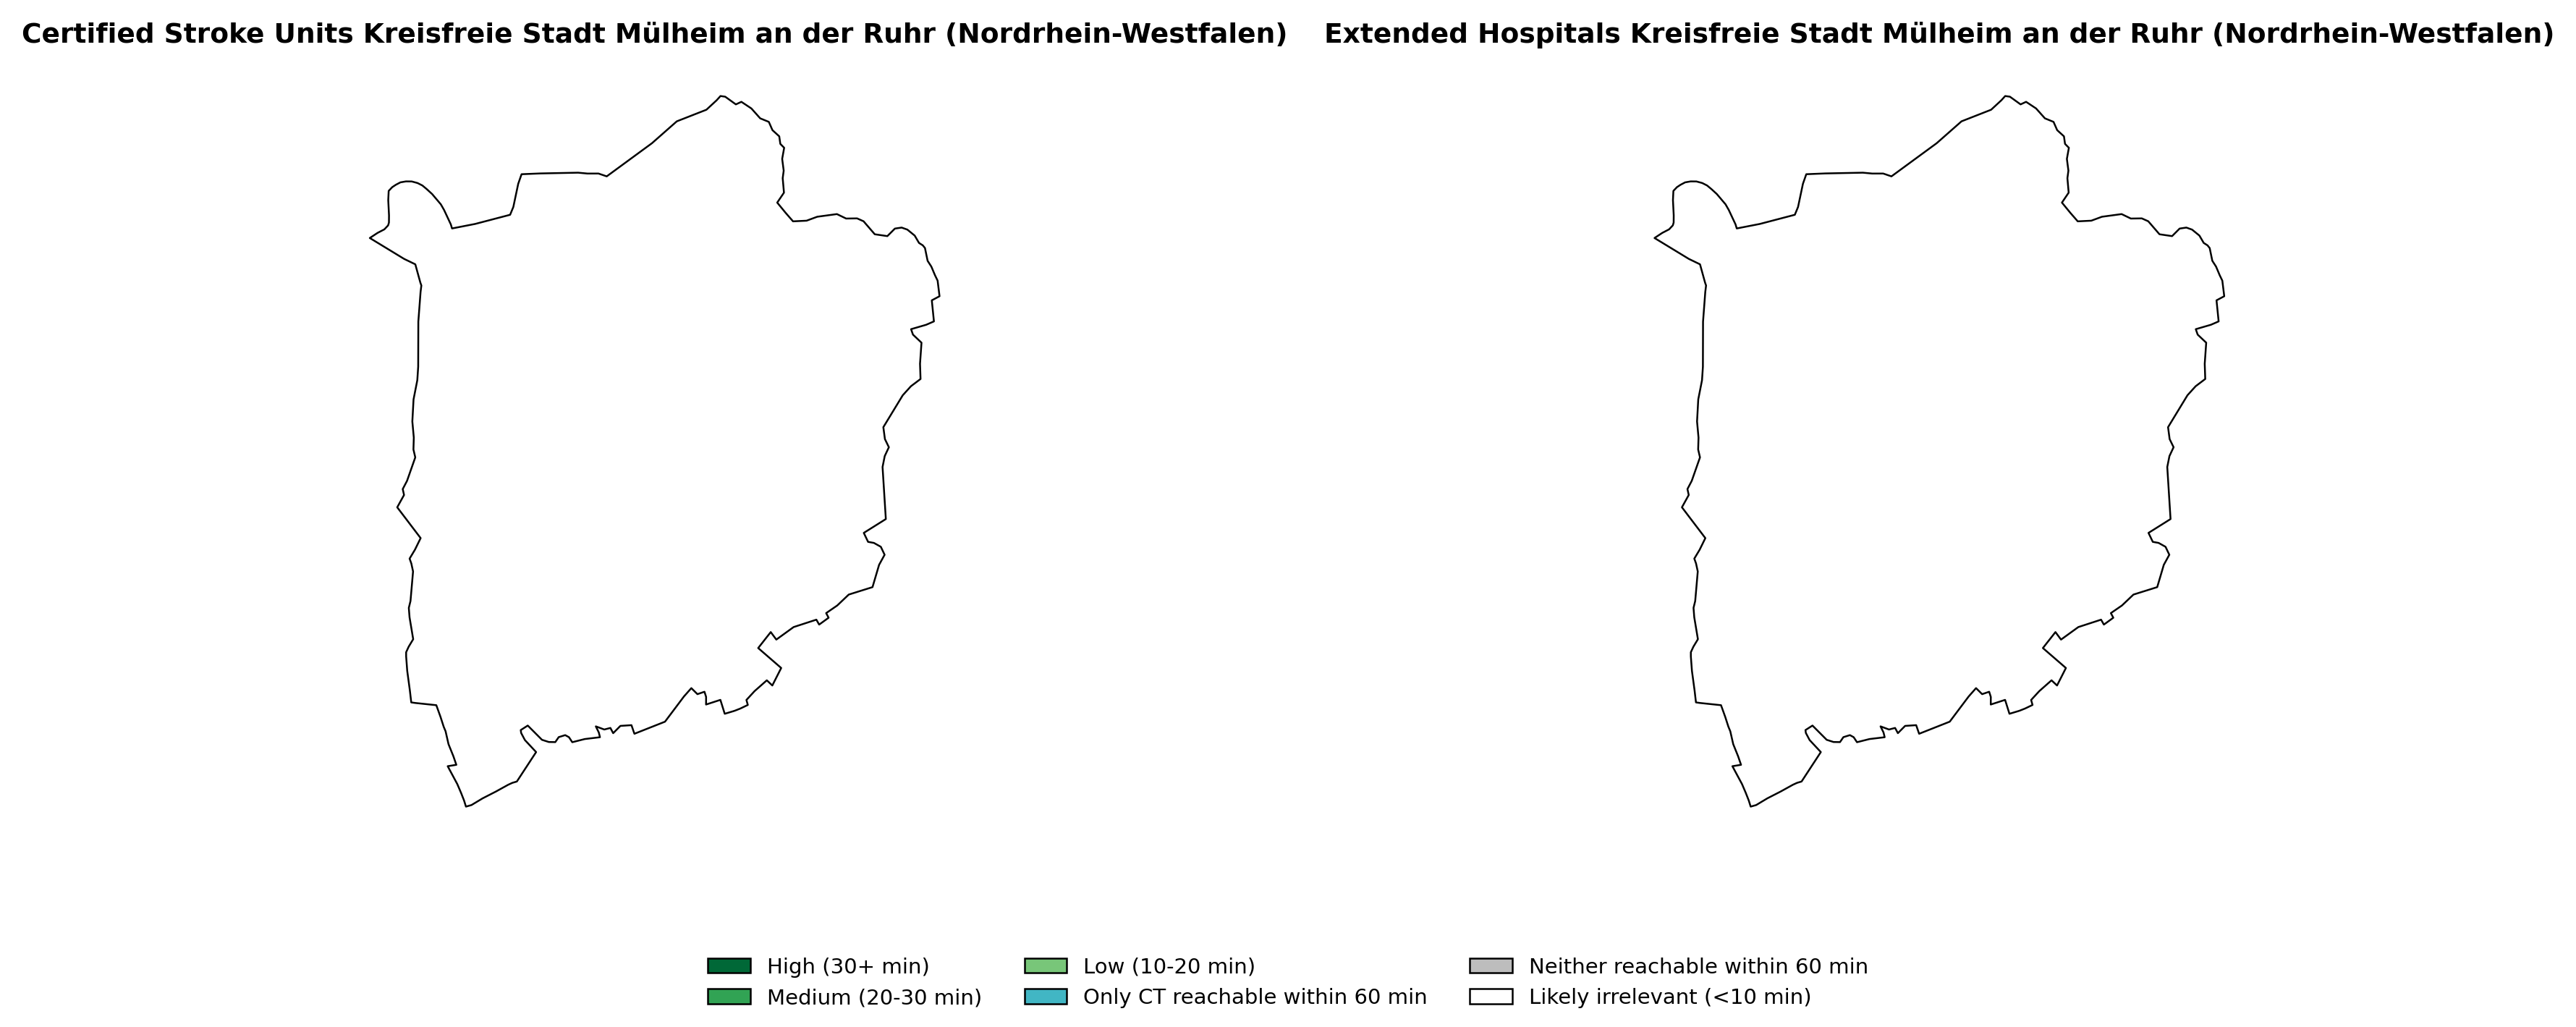 Certified Stroke Units Kreisfreie Stadt Mülheim an der Ruhr (Nordrhein-Westfalen)
Extended Hospitals Kreisfreie Stadt Mülheim an der Ruhr (Nordrhein-Westfalen)
High (30+ min)
Medium (20-30 min)
Low (10-20 min)
Only CT reachable within 60 min
Neither reachable within 60 min
Likely irrelevant (<10 min)